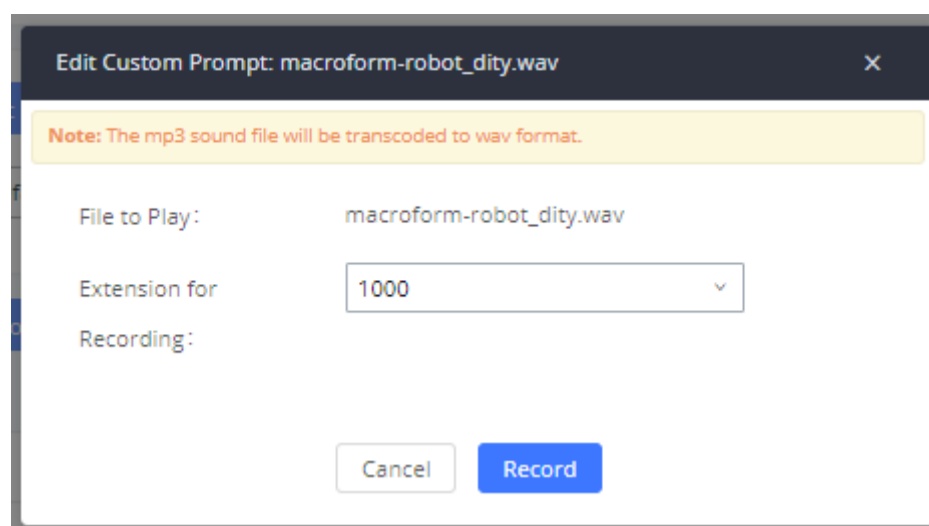 Edit Custom Prompt: macroform-robot_dity.wav
Note: The mp3 sound file will be transcoded to wav format.
File to Play: macroform-robot_dity.wav
Extension for 1000
Recording:
Cancel Record